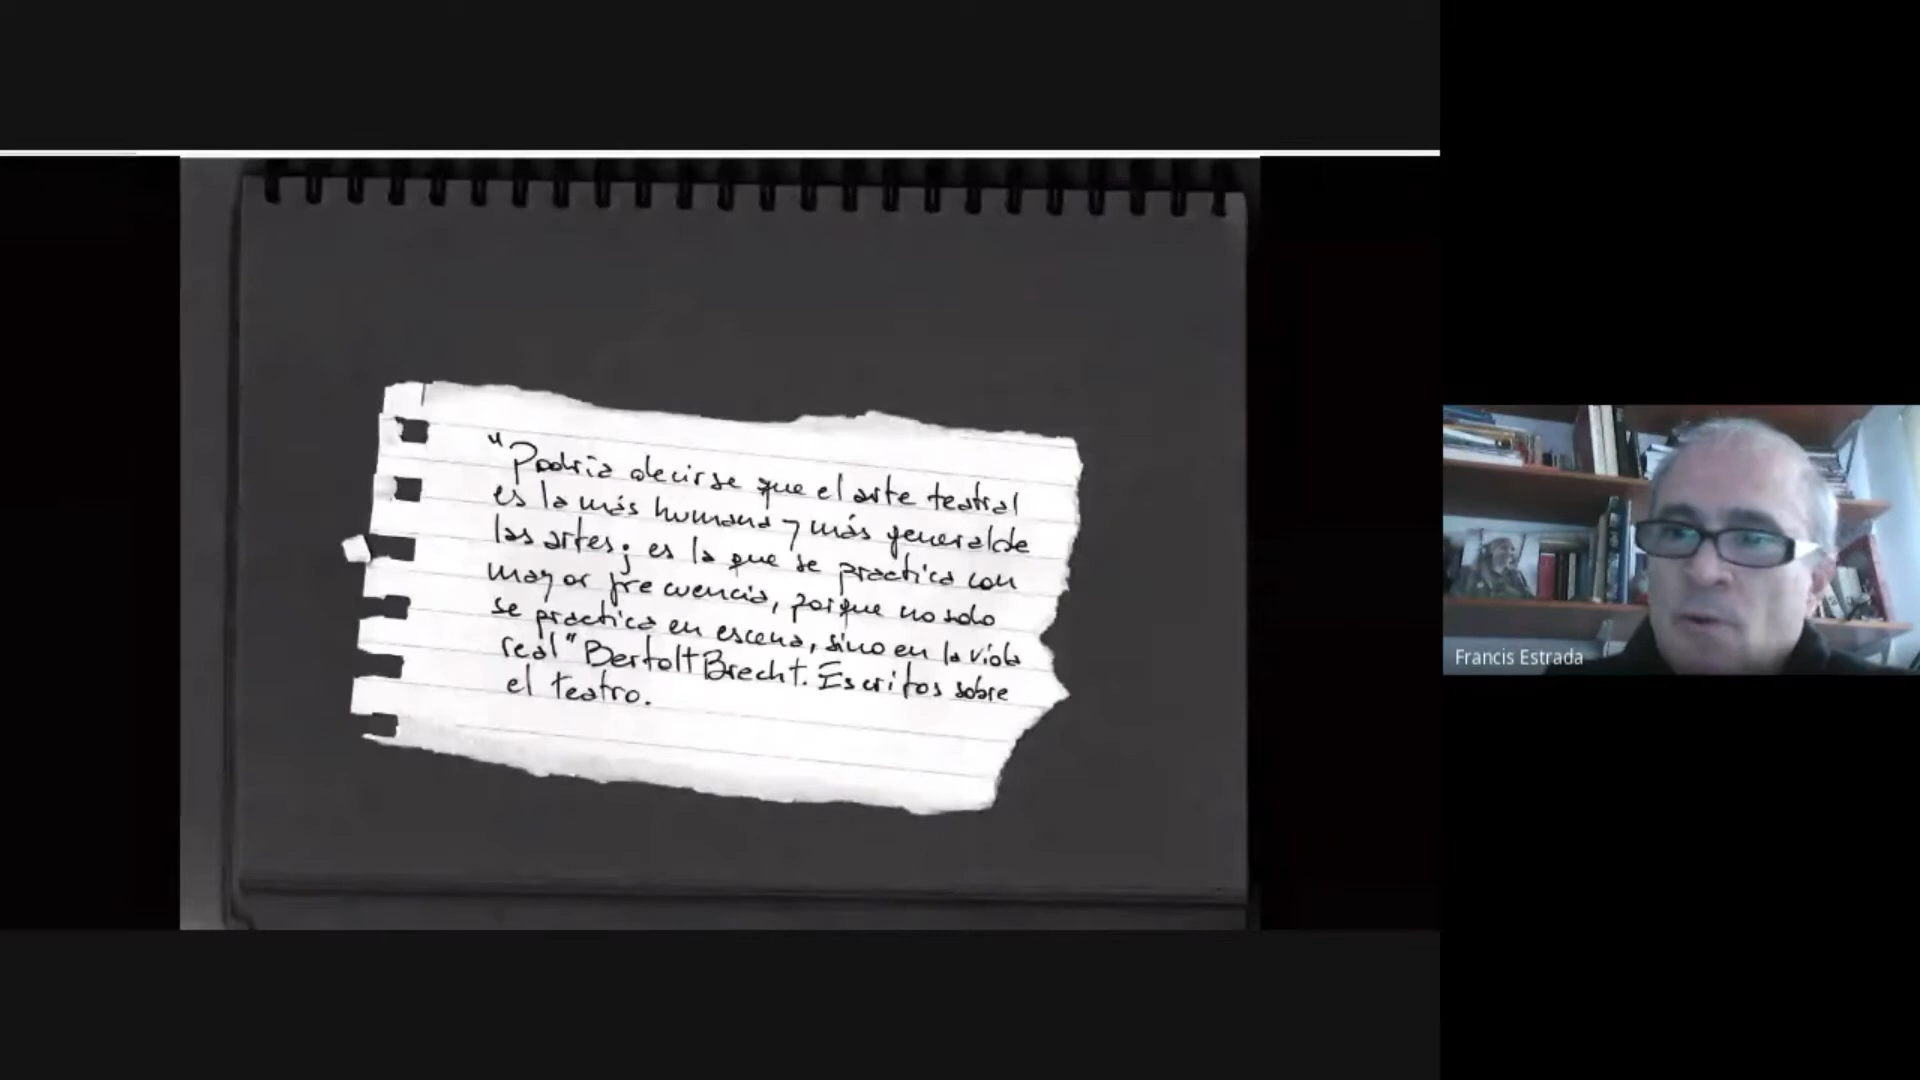 "Podría decirse que el arte teatral
es la más humana y más general de
las artes; es la que se practica con
mayor frecuencia, porque no solo
se practica en escena, sino en la vida
real" Bertolt Brecht. Escritos sobre
el teatro.
Francis Estrada